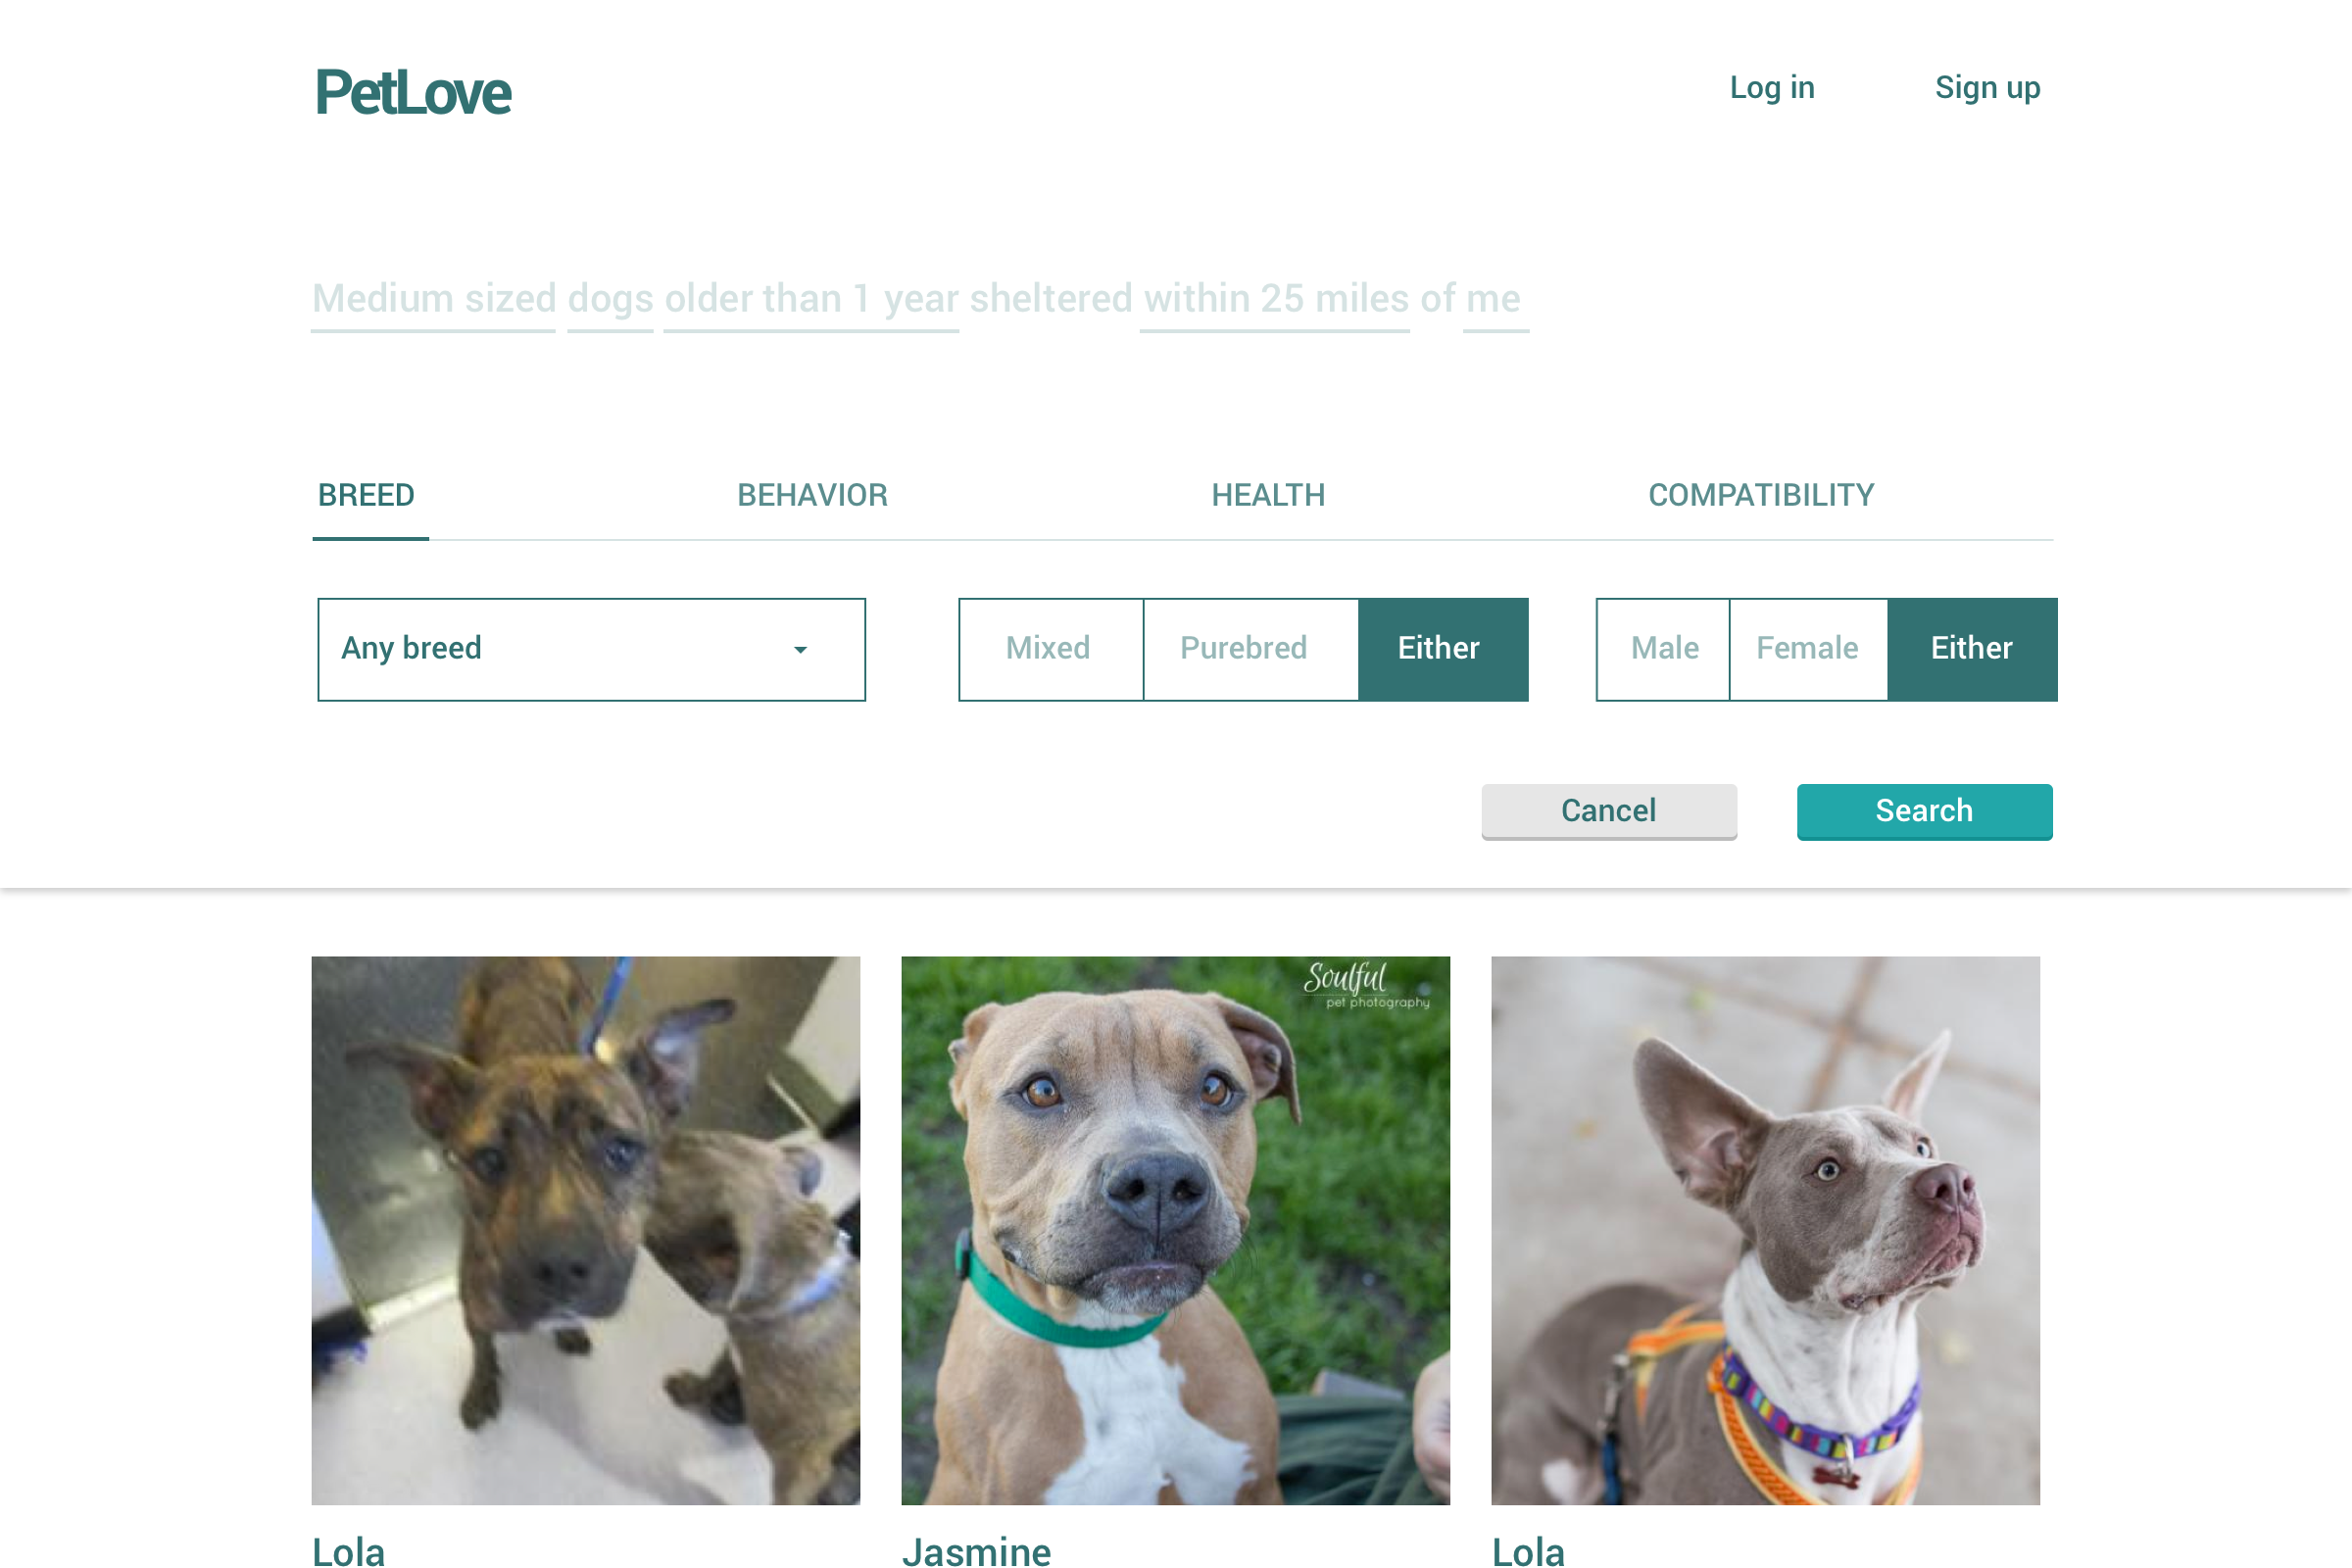 PetLove
Log in
Sign up
Medium sized dogs older than 1 year sheltered within 25 miles of me
BREED
BEHAVIOR
HEALTH
COMPATIBILITY
Any breed
Mixed
Purebred
Either
Male
Female
Either
Cancel
Search
Soulful
pet photography
Lola
Jasmine
Lola